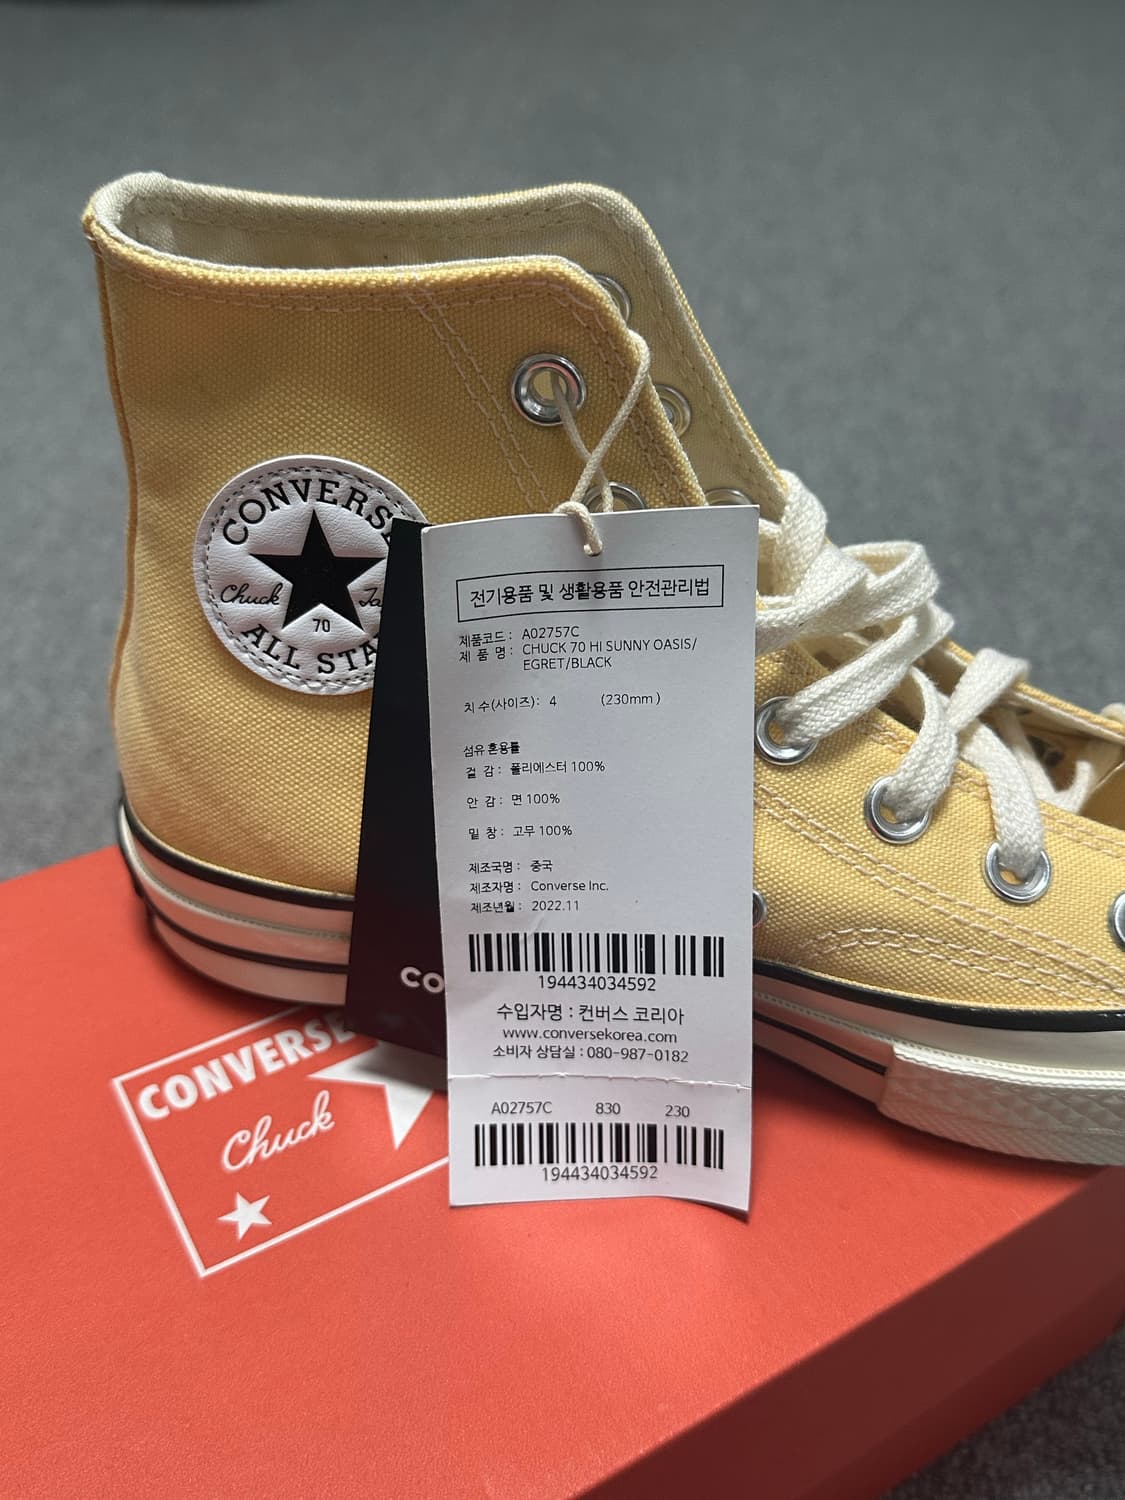 CONVERSE
Chuck
70
ALL STA
전기용품 및 생활용품 안전관리법
제품코드 : A02757C
제 품 명 : CHUCK 70 HI SUNNY OASIS/
EGRET/BLACK
치 수(사이즈) : 4 (230mm )
섬유 혼용률
겉 감 : 폴리에스터 100%
안 감 : 면 100%
밑 창 : 고무 100%
제조국명 : 중국
제조자명 : Converse Inc.
제조년월 : 2022.11
194434034592
수입자명 : 컨버스 코리아
www.conversekorea.com
소비자 상담실 : 080-987-0182
A02757C 830 230
194434034592
CO
CONVERSE
Chuck